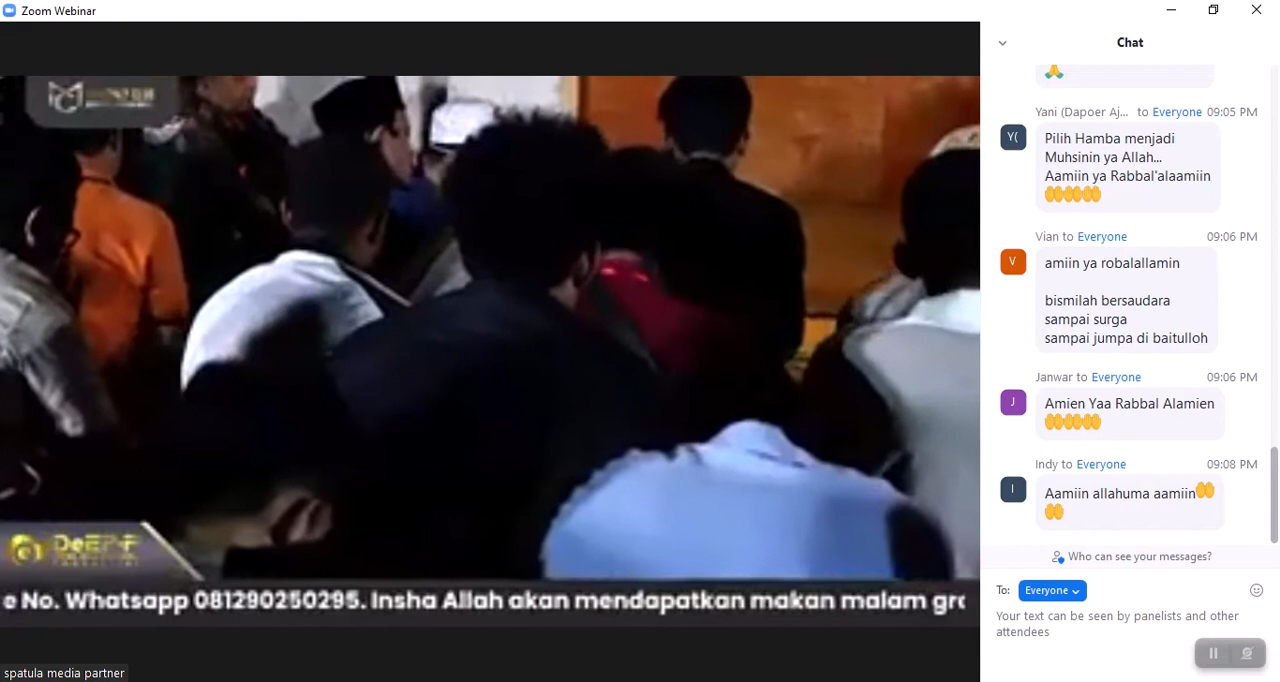 Zoom Webinar
DeEP-F
e No. Whatsapp 081290250295. Insha Allah akan mendapatkan makan malam gra
spatula media partner
Chat
🙏
Yani (Dapoer Aj... to Everyone 09:05 PM
Y(
Pilih Hamba menjadi
Muhsinin ya Allah...
Aamiin ya Rabbal'alaamiin
🤲🤲🤲
Vian to Everyone 09:06 PM
V
amiin ya robalallamin
bismilah bersaudara
sampai surga
sampai jumpa di baitulloh
Janwar to Everyone 09:06 PM
J
Amien Yaa Rabbal Alamien
🤲🤲🤲
Indy to Everyone 09:08 PM
I
Aamiin allahuma aamiin🤲
🤲
Who can see your messages?
To: Everyone
Your text can be seen by panelists and other
attendees